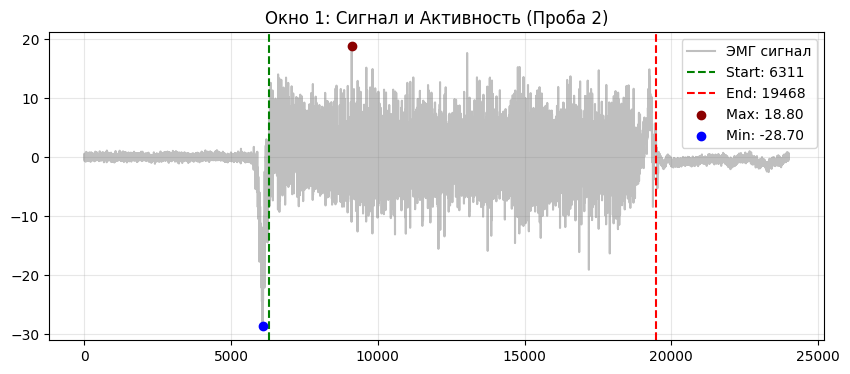 Окно 1: Сигнал и Активность (Проба 2)
20
10
0
−10
−20
−30
ЭМГ сигнал
Start: 6311
End: 19468
Max: 18.80
Min: -28.70
0
5000
10000
15000
20000
25000